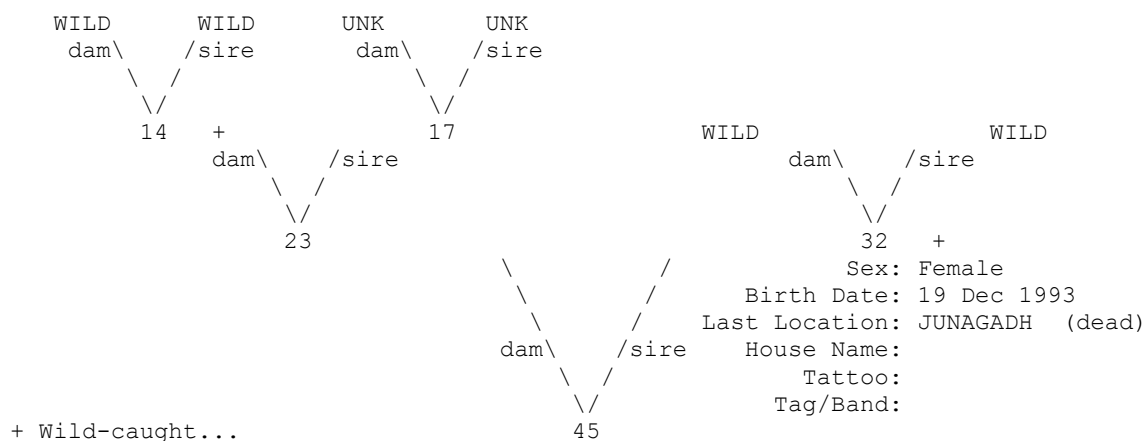 WILD WILD UNK UNK
dam\ /sire dam\ /sire
\ / \ /
\/ \/
14 + 17 WILD WILD
dam\ /sire dam\ /sire
\ / \ /
\/ \/
23 32 +
\ / Sex: Female
\ / Birth Date: 19 Dec 1993
\ / Last Location: JUNAGADH (dead)
dam\ /sire House Name:
\ / Tattoo:
\/ Tag/Band:
+ Wild-caught... 45